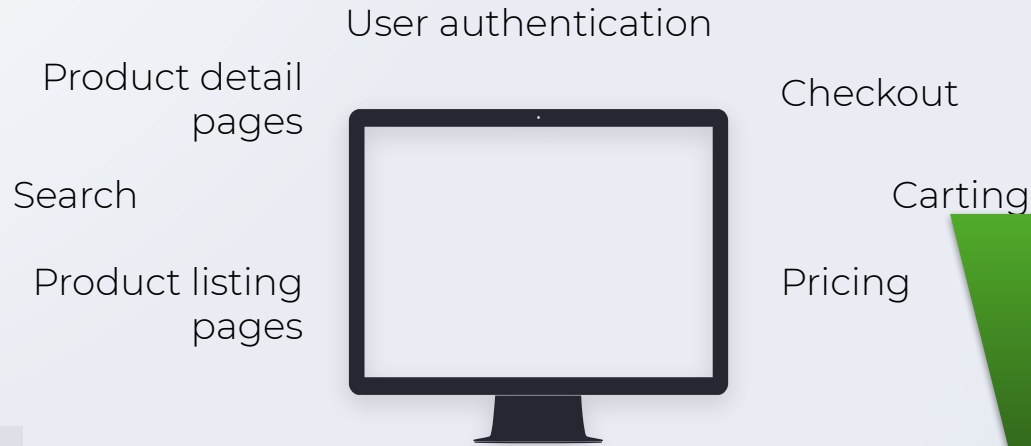 User authentication
Product detail
pages
Checkout
Search
Carting
Product listing
pages
Pricing